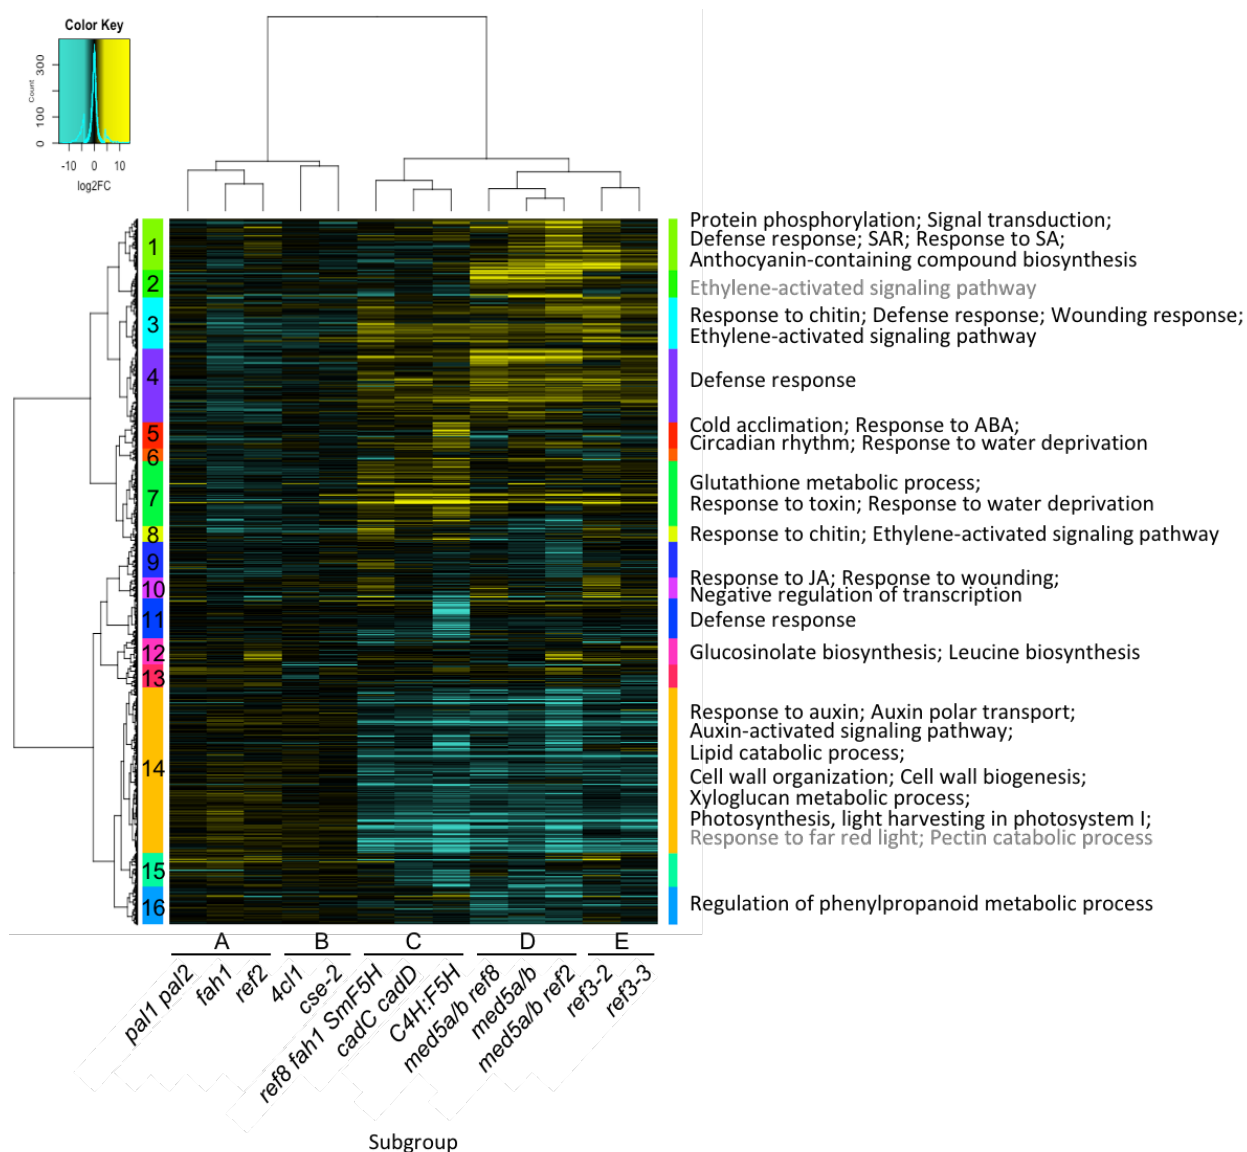 Color Key
Count
0 100 300
-10 0 10
log2FC
1
2
3
4
5
6
7
8
9
10
11
12
13
14
15
16
Protein phosphorylation; Signal transduction;
Defense response; SAR; Response to SA;
Anthocyanin-containing compound biosynthesis
Ethylene-activated signaling pathway
Response to chitin; Defense response; Wounding response;
Ethylene-activated signaling pathway
Defense response
Cold acclimation; Response to ABA;
Circadian rhythm; Response to water deprivation
Glutathione metabolic process;
Response to toxin; Response to water deprivation
Response to chitin; Ethylene-activated signaling pathway
Response to JA; Response to wounding;
Negative regulation of transcription
Defense response
Glucosinolate biosynthesis; Leucine biosynthesis
Response to auxin; Auxin polar transport;
Auxin-activated signaling pathway;
Lipid catabolic process;
Cell wall organization; Cell wall biogenesis;
Xyloglucan metabolic process;
Photosynthesis, light harvesting in photosystem I;
Response to far red light; Pectin catabolic process
Regulation of phenylpropanoid metabolic process
A B C D E
pal1 pal2
fah1
ref2
4cl1
cse-2
ref8 fah1 SmF5H
cadC cadD
C4H:F5H
med5a/b ref8
med5a/b
med5a/b ref2
ref3-2
ref3-3
Subgroup